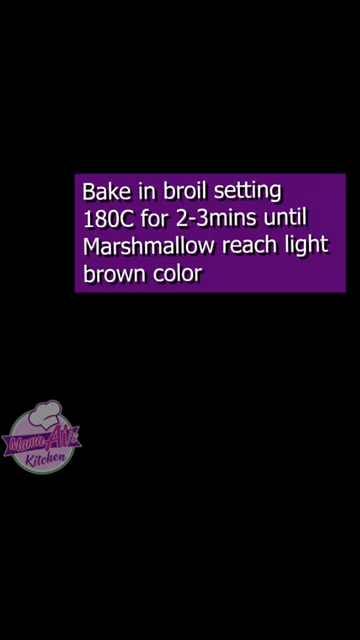 Bake in broil setting
180C for 2-3mins until
Marshmallow reach light
brown color
Mama Ai's
Kitchen